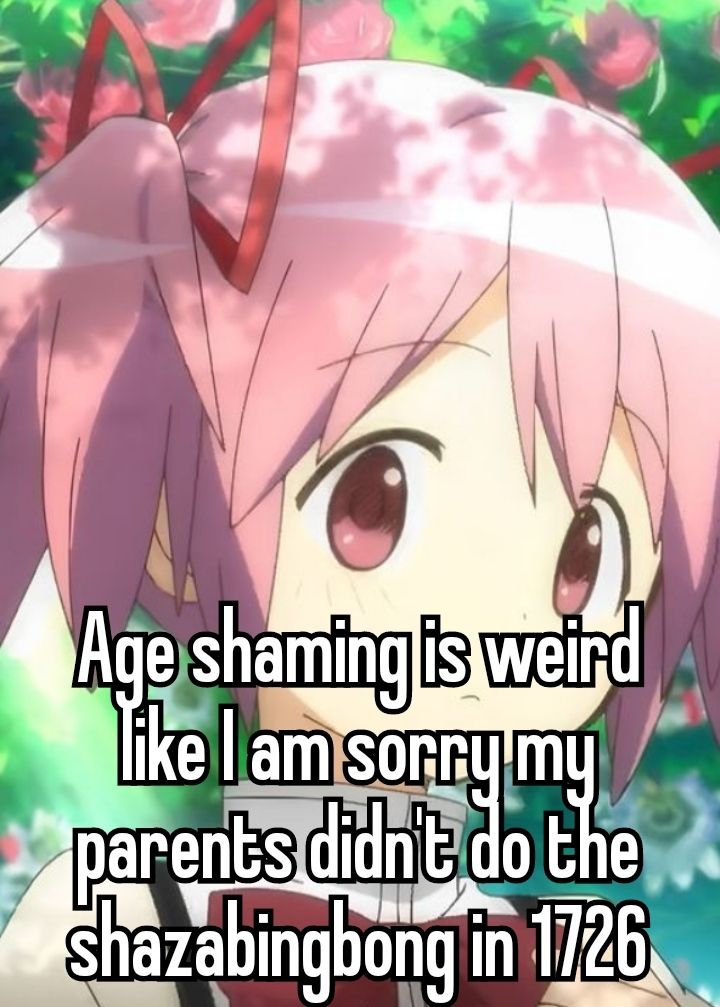 Age shaming is weird
like I am sorry my
parents didn't do the
shazabingbong in 1726